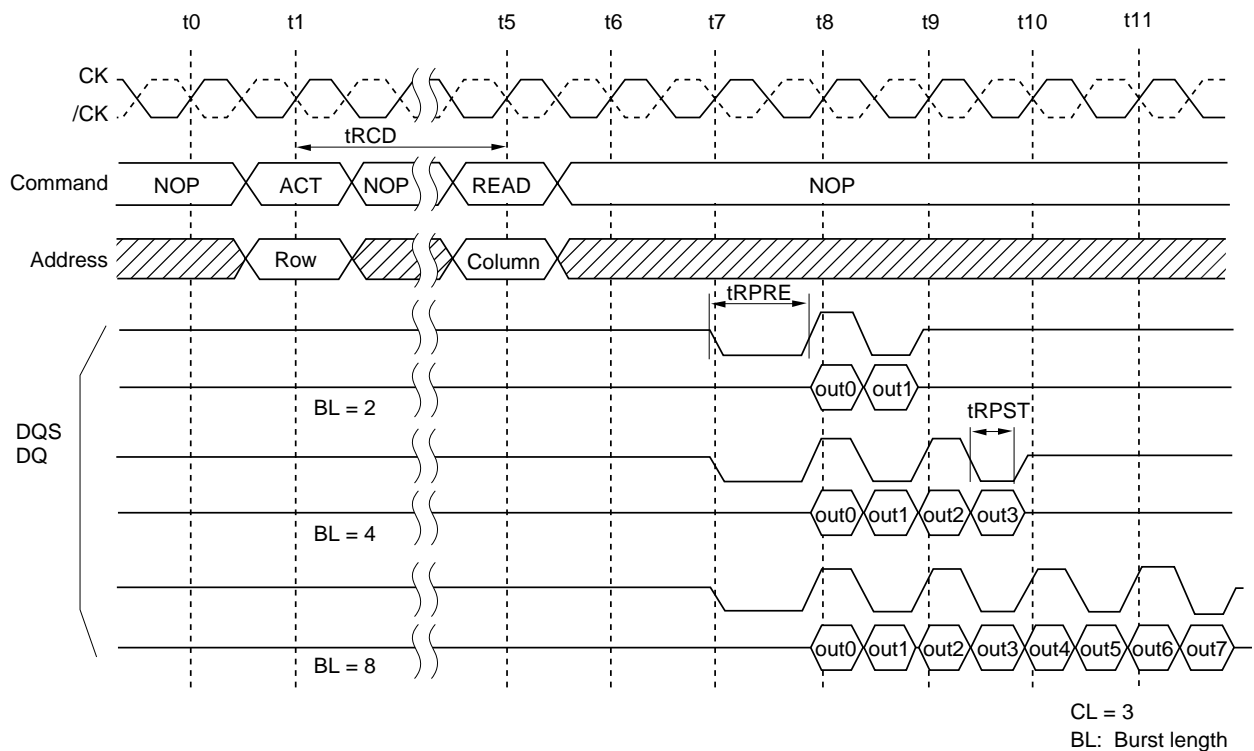 t0 t1 t5 t6 t7 t8 t9 t10 t11
CK
/CK
tRCD
Command NOP ACT NOP READ NOP
Address Row Column
tRPRE
out0 out1
BL = 2
tRPST
DQS
DQ
out0 out1 out2 out3
BL = 4
out0 out1 out2 out3 out4 out5 out6 out7
BL = 8
CL = 3
BL: Burst length